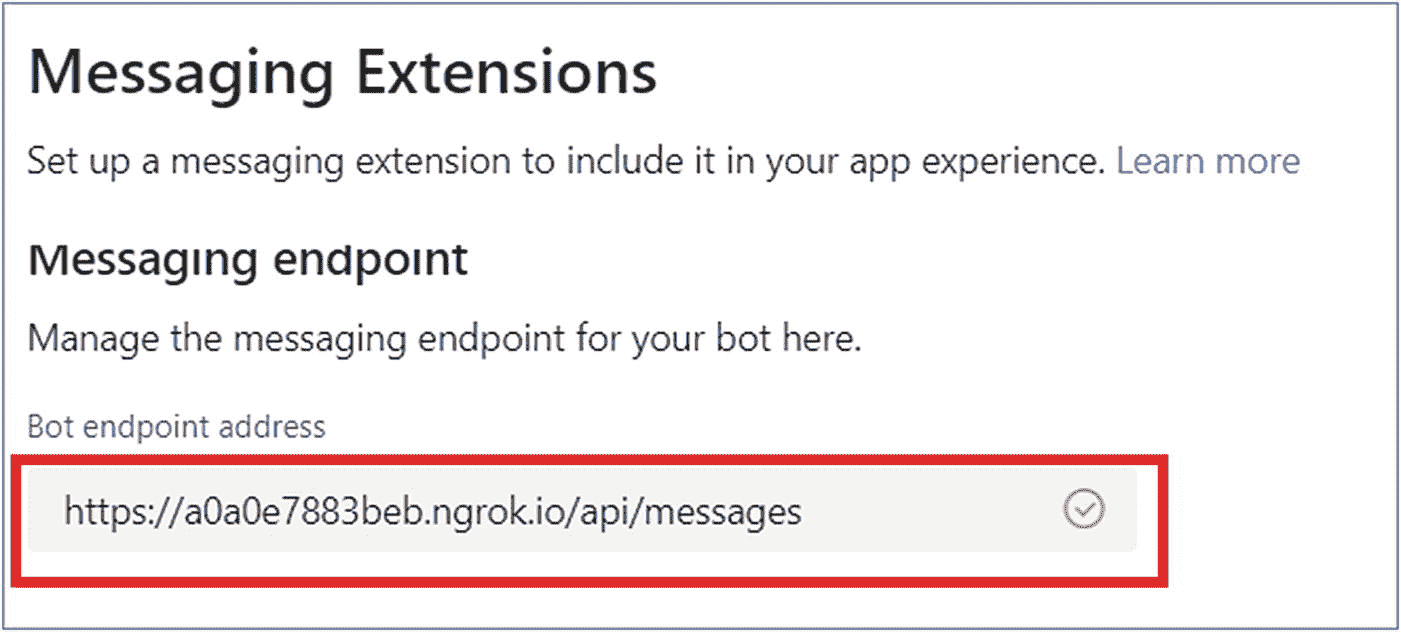 Messaging Extensions
Set up a messaging extension to include it in your app experience. Learn more
Messaging endpoint
Manage the messaging endpoint for your bot here.
Bot endpoint address
https://a0a0e7883beb.ngrok.io/api/messages